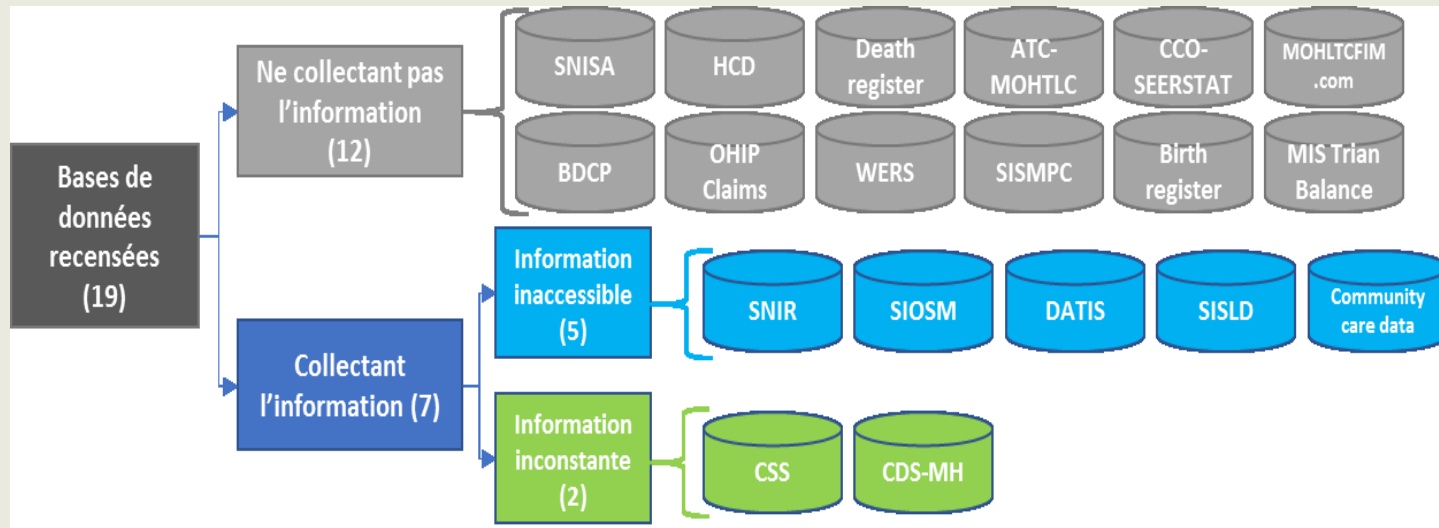 Bases de
données
recensées
(19)
Ne collectant pas
l'information
(12)
SNISA
HCD
Death
register
ATC-
MOHTLC
CCO-
SEERSTAT
MOHLTCFIM
.com
BDCP
OHIP
Claims
WERS
SISMPC
Birth
register
MIS Trian
Balance
Collectant
l'information (7)
Information
inaccessible
(5)
SNIR
SIOSM
DATIS
SISLD
Community
care data
Information
inconstante
(2)
CSS
CDS-MH